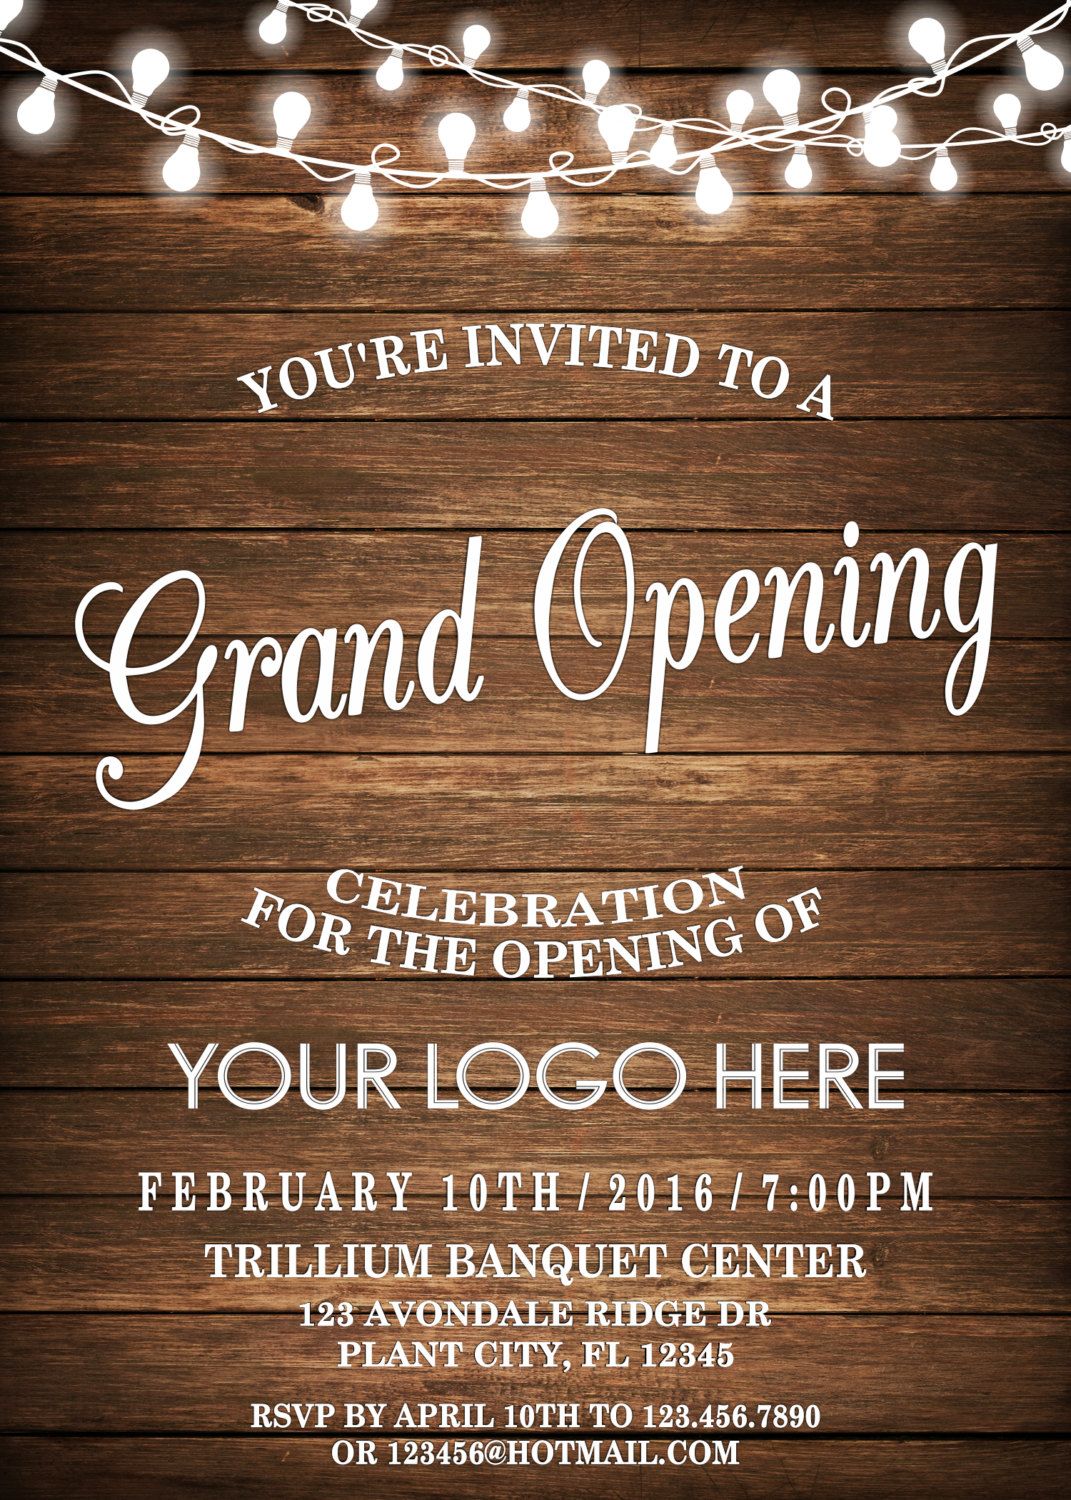 YOU'RE INVITED TO A
Grand Opening
CELEBRATION
FOR THE OPENING OF
YOUR LOGO HERE
FEBRUARY 10TH / 2016 / 7:00PM
TRILLIUM BANQUET CENTER
123 AVONDALE RIDGE DR
PLANT CITY, FL 12345
RSVP BY APRIL 10TH TO 123.456.7890
OR 123456@HOTMAIL.COM